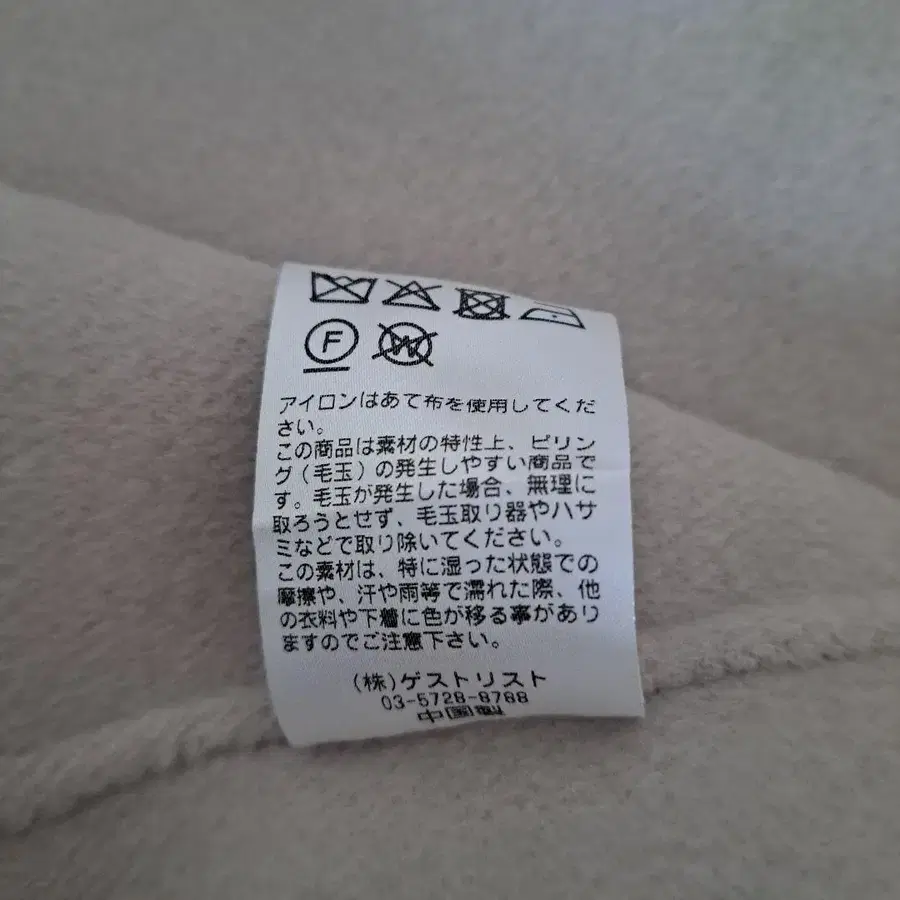 F
W
アイロンはあて布を使用してくだ
さい。
この商品は素材の特性上、ピリン
グ（毛玉）の発生しやすい商品で
す。毛玉が発生した場合、無理に
取ろうとせず、毛玉取り器やハサ
ミなどで取り除いてください。
この素材は、特に湿った状態での
摩擦や、汗や雨等で濡れた際、他
の衣料や下着に色が移る事があり
ますのでご注意下さい。
(株)ゲストリスト
03-5728-8788
中国製